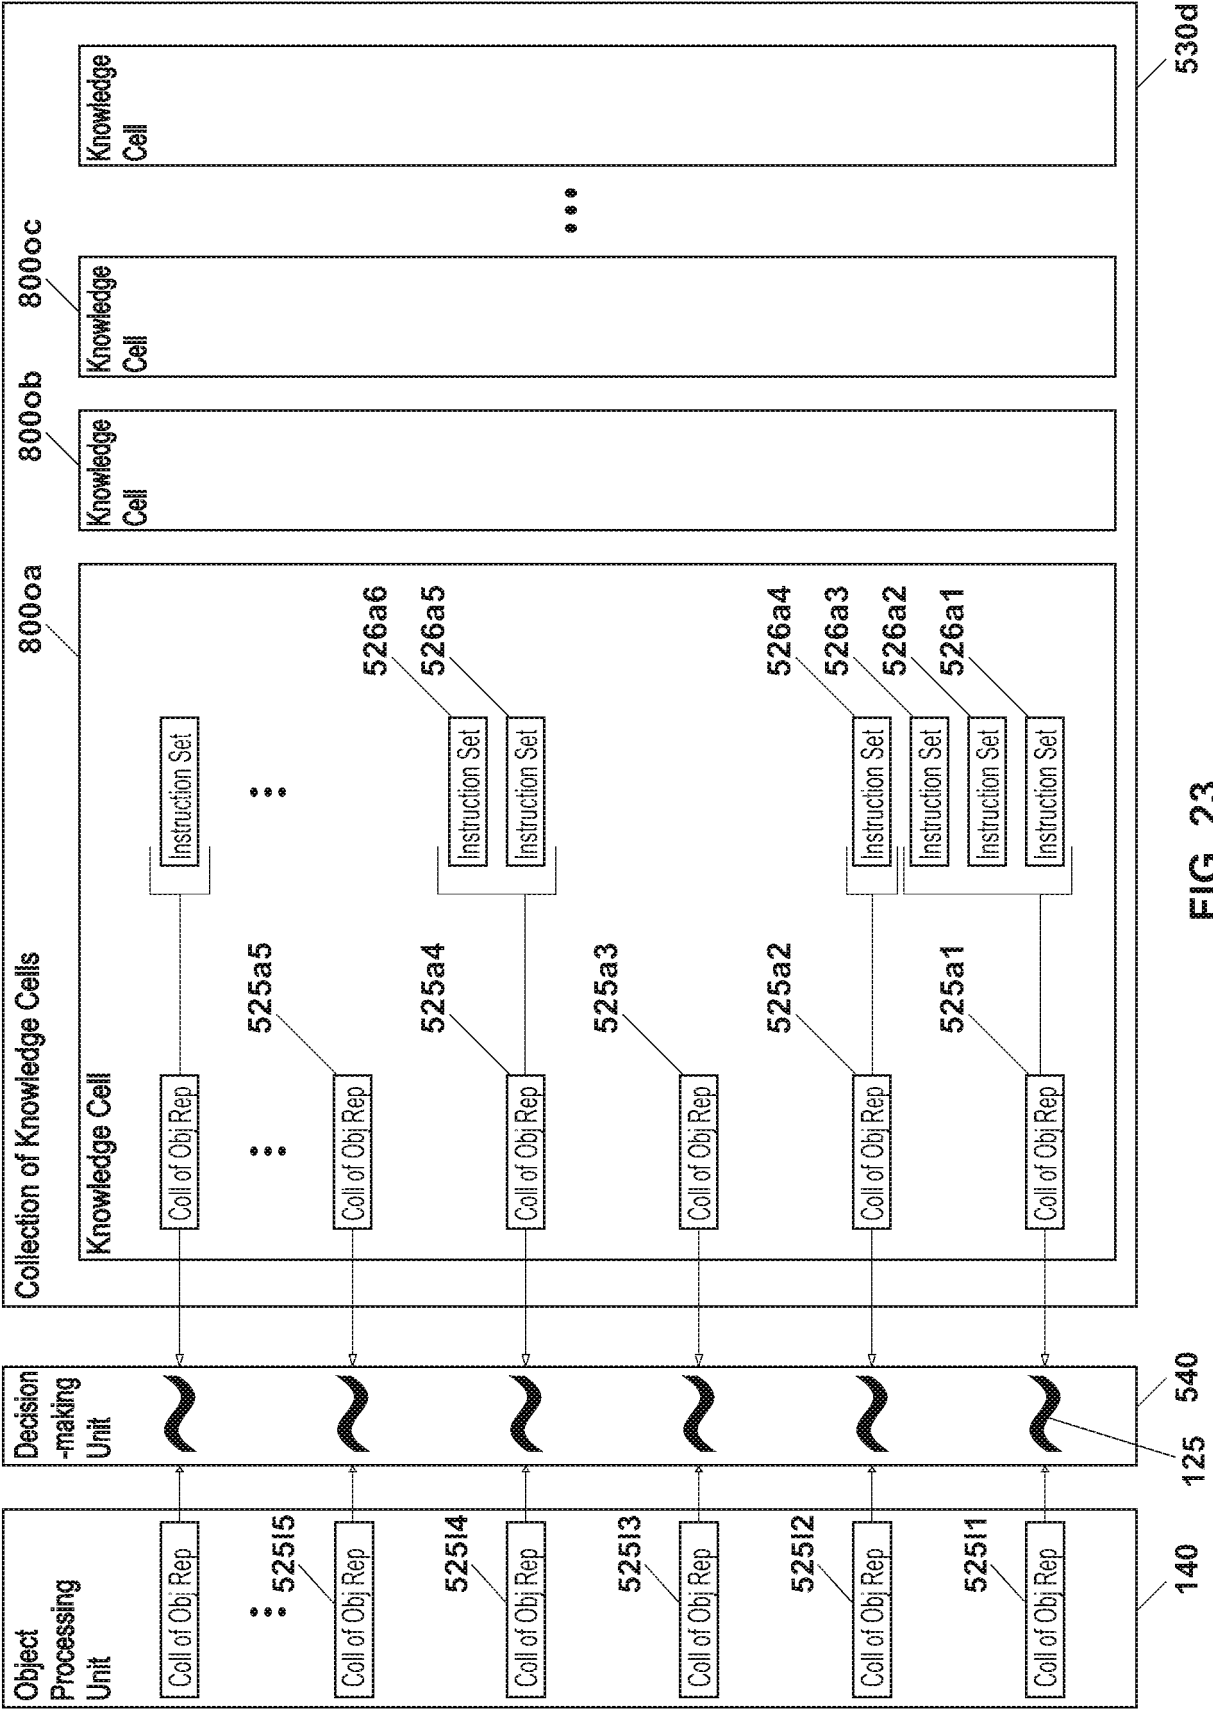 Collection of Knowledge Cells
Object
Processing
Unit
Decision
-making
Unit
Knowledge Cell
800oa
Knowledge
Cell
800ob
Knowledge
Cell
800oc
Knowledge
Cell
Coll of Obj Rep
Coll of Obj Rep
Instruction Set
525l5
Coll of Obj Rep
Coll of Obj Rep
525a5
525l4
Coll of Obj Rep
Coll of Obj Rep
525a4
Instruction Set
526a6
Instruction Set
526a5
525l3
Coll of Obj Rep
Coll of Obj Rep
525a3
525l2
Coll of Obj Rep
Coll of Obj Rep
525a2
Instruction Set
526a4
Instruction Set
526a3
Instruction Set
526a2
525l1
Coll of Obj Rep
Coll of Obj Rep
525a1
Instruction Set
526a1
140
125
540
530d
FIG. 23